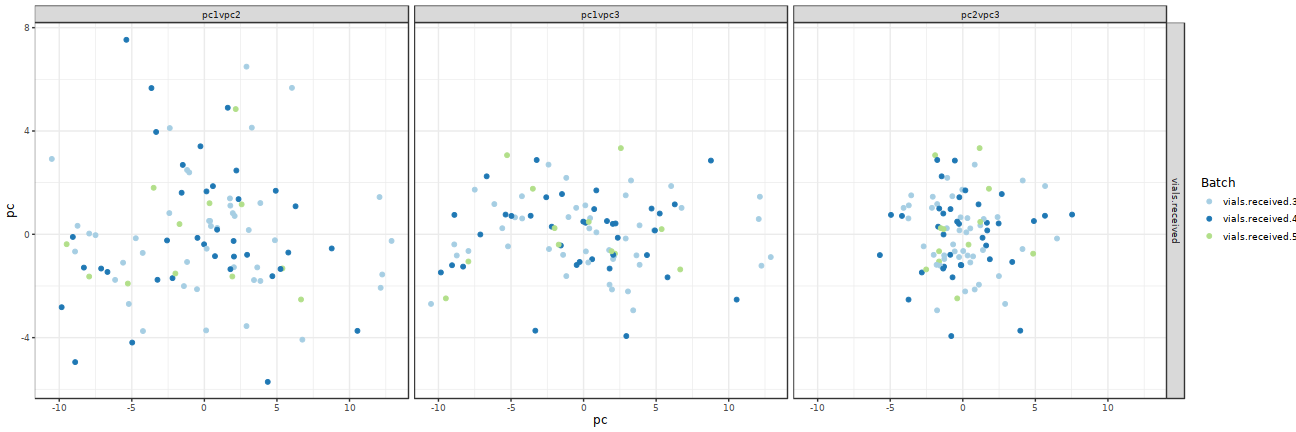 pc1vpc2
pc1vpc3
pc2vpc3
8
4
0
-4
pc
-10
-5
0
5
10
-10
-5
0
5
10
-10
-5
0
5
10
pc
vials.received
Batch
vials.received.3
vials.received.4
vials.received.5